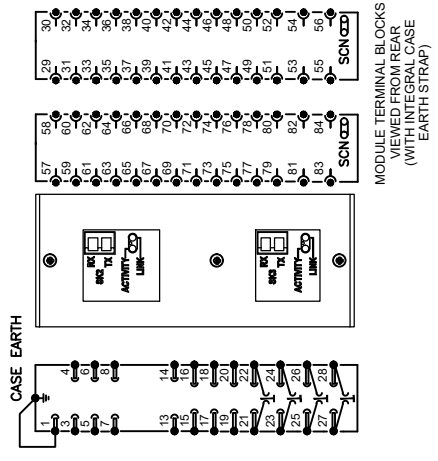 30 32 34 36 38 40 42 44 46 48 50 52 54 56
SCN
29 31 33 35 37 39 41 43 45 47 49 51 53 55
58 60 62 64 66 68 70 72 74 76 78 80 82 84
SCN
57 59 61 63 65 67 69 71 73 75 77 79 81 83
MODULE TERMINAL BLOCKS
VIEWED FROM REAR
(WITH INTEGRAL CASE
EARTH STRAP)
RX
SK2 TX
ACTIVITY
LINK
RX
SK3 TX
ACTIVITY
LINK
CASE EARTH
4 6 8 14 16 18 20 22 24 26 28
1 3 5 7 13 15 17 19 21 23 25 27